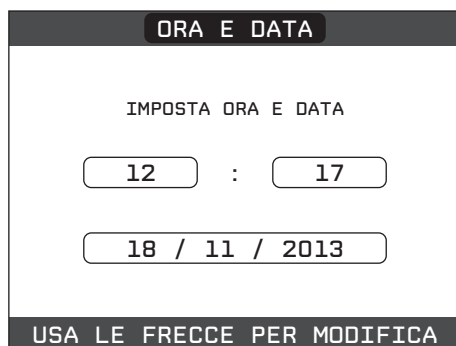 ORA E DATA
IMPOSTA ORA E DATA
12 : 17
18 / 11 / 2013
USA LE FRECCE PER MODIFICA